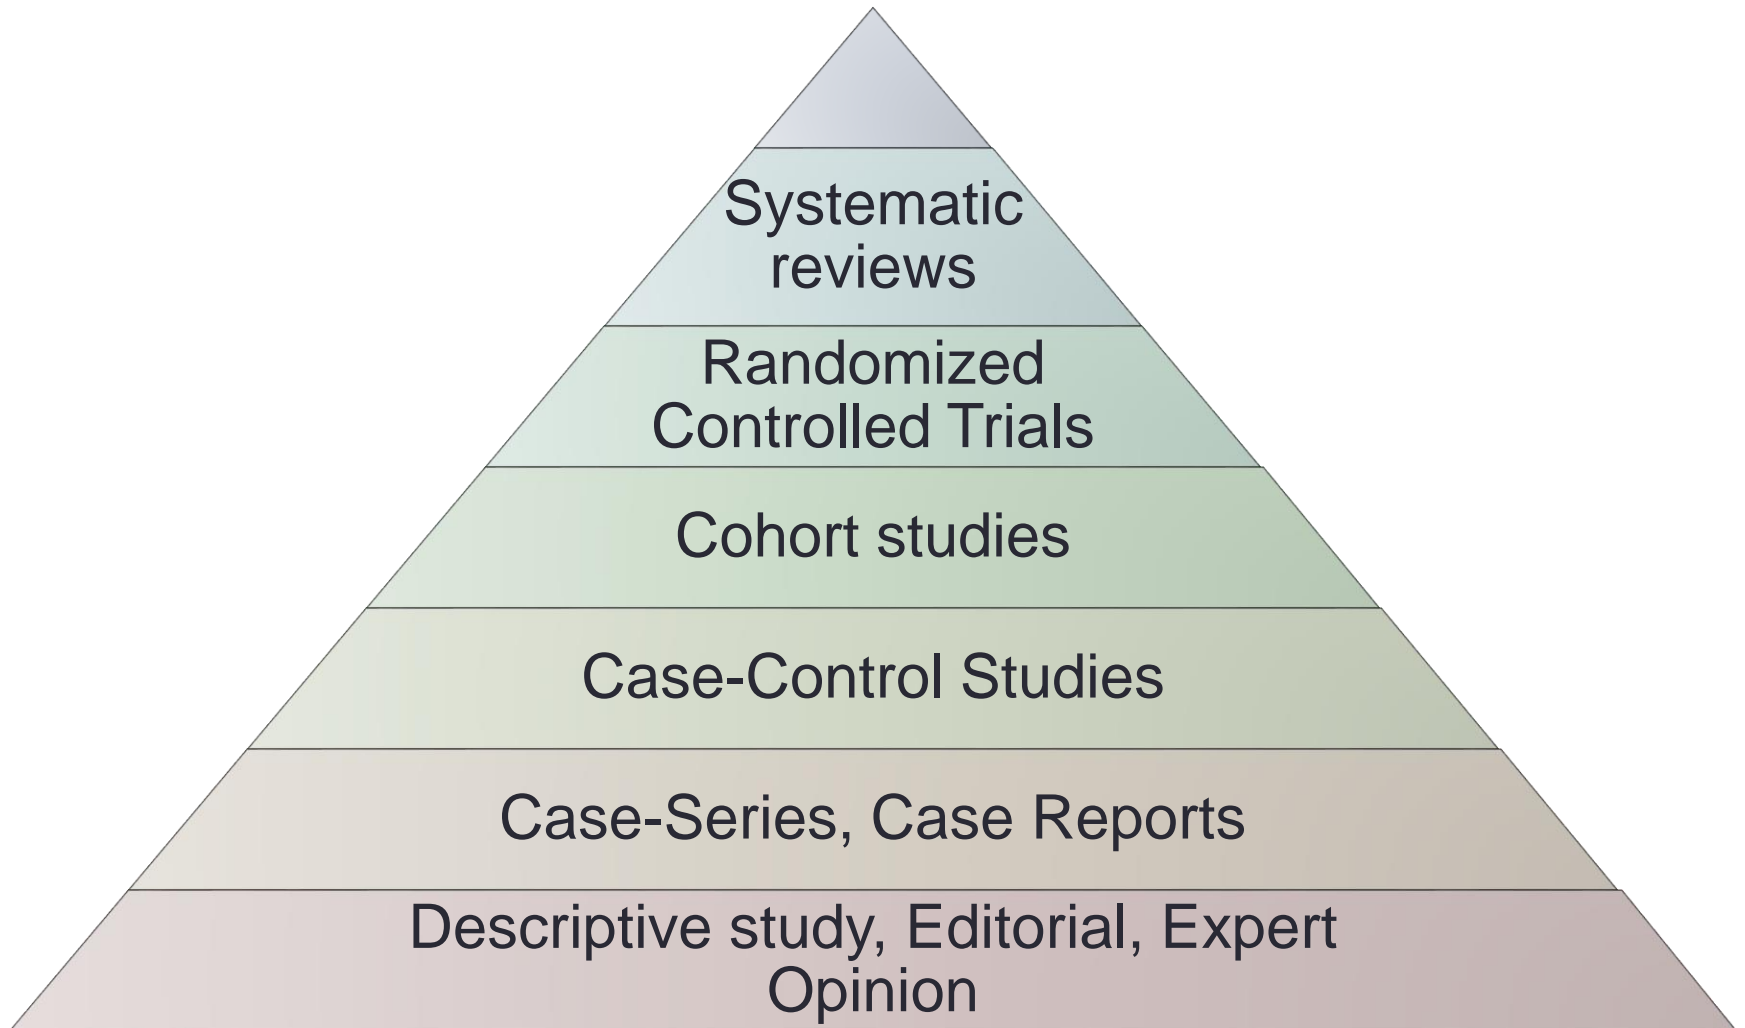 Systematic
reviews
Randomized
Controlled Trials
Cohort studies
Case-Control Studies
Case-Series, Case Reports
Descriptive study, Editorial, Expert
Opinion